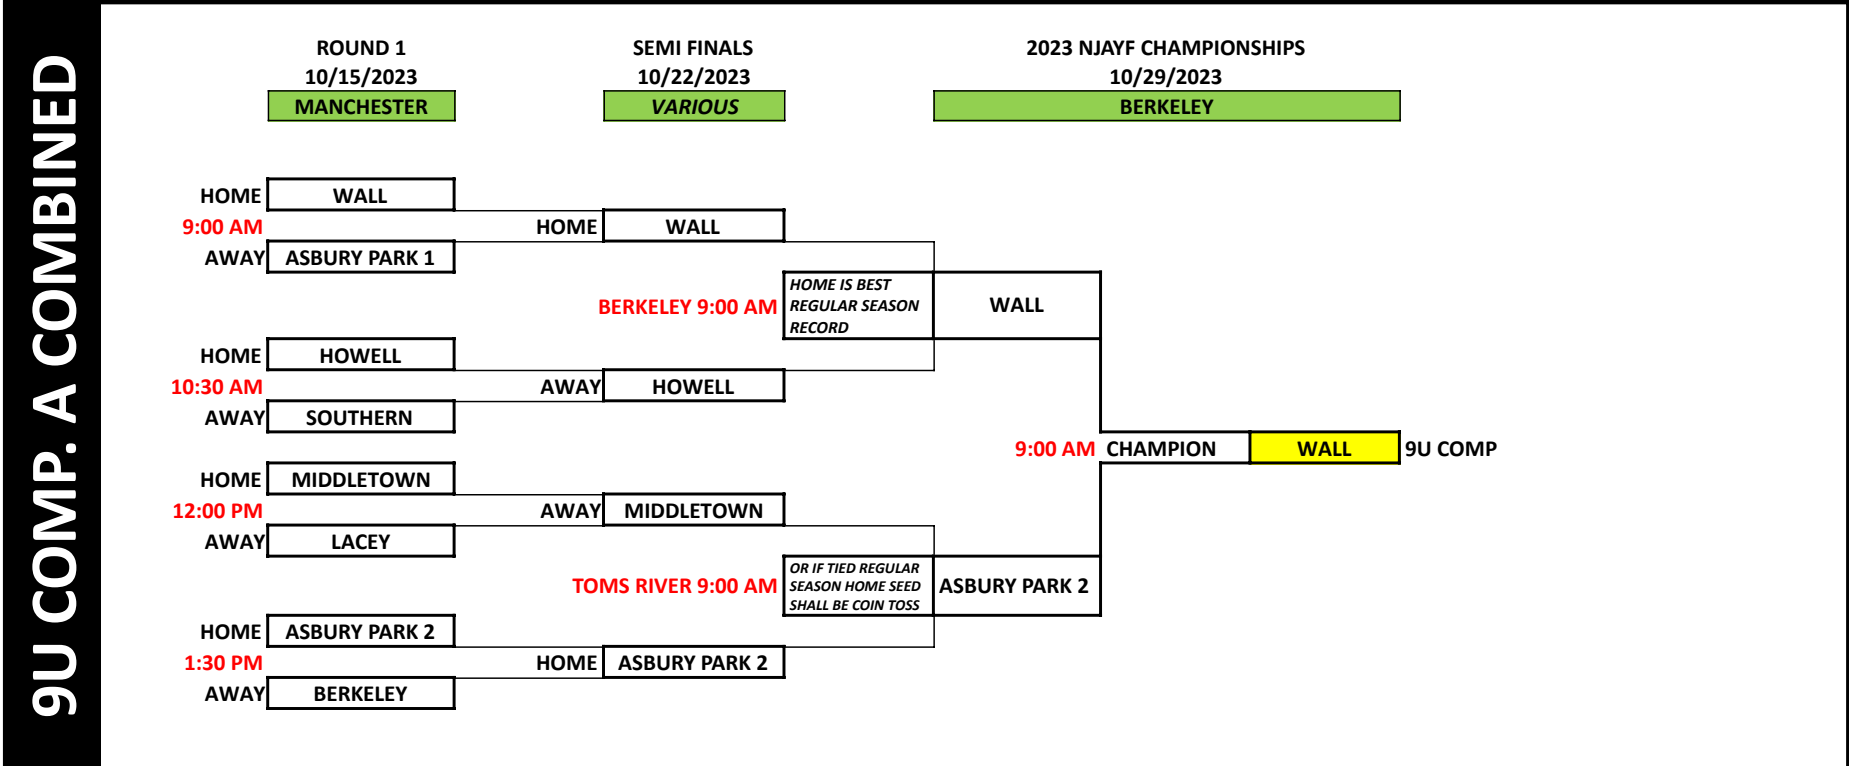 9U COMP. A COMBINED
ROUND 1
10/15/2023
MANCHESTER
SEMI FINALS
10/22/2023
VARIOUS
2023 NJAYF CHAMPIONSHIPS
10/29/2023
BERKELEY
HOME WALL
9:00 AM
HOME WALL
AWAY ASBURY PARK 1
BERKELEY 9:00 AM
HOME IS BEST
REGULAR SEASON
RECORD
WALL
HOME HOWELL
10:30 AM
AWAY HOWELL
AWAY SOUTHERN
9:00 AM CHAMPION WALL 9U COMP
HOME MIDDLETOWN
12:00 PM
AWAY MIDDLETOWN
AWAY LACEY
TOMS RIVER 9:00 AM
OR IF TIED REGULAR
SEASON HOME SEED
SHALL BE COIN TOSS
ASBURY PARK 2
HOME ASBURY PARK 2
1:30 PM
HOME ASBURY PARK 2
AWAY BERKELEY